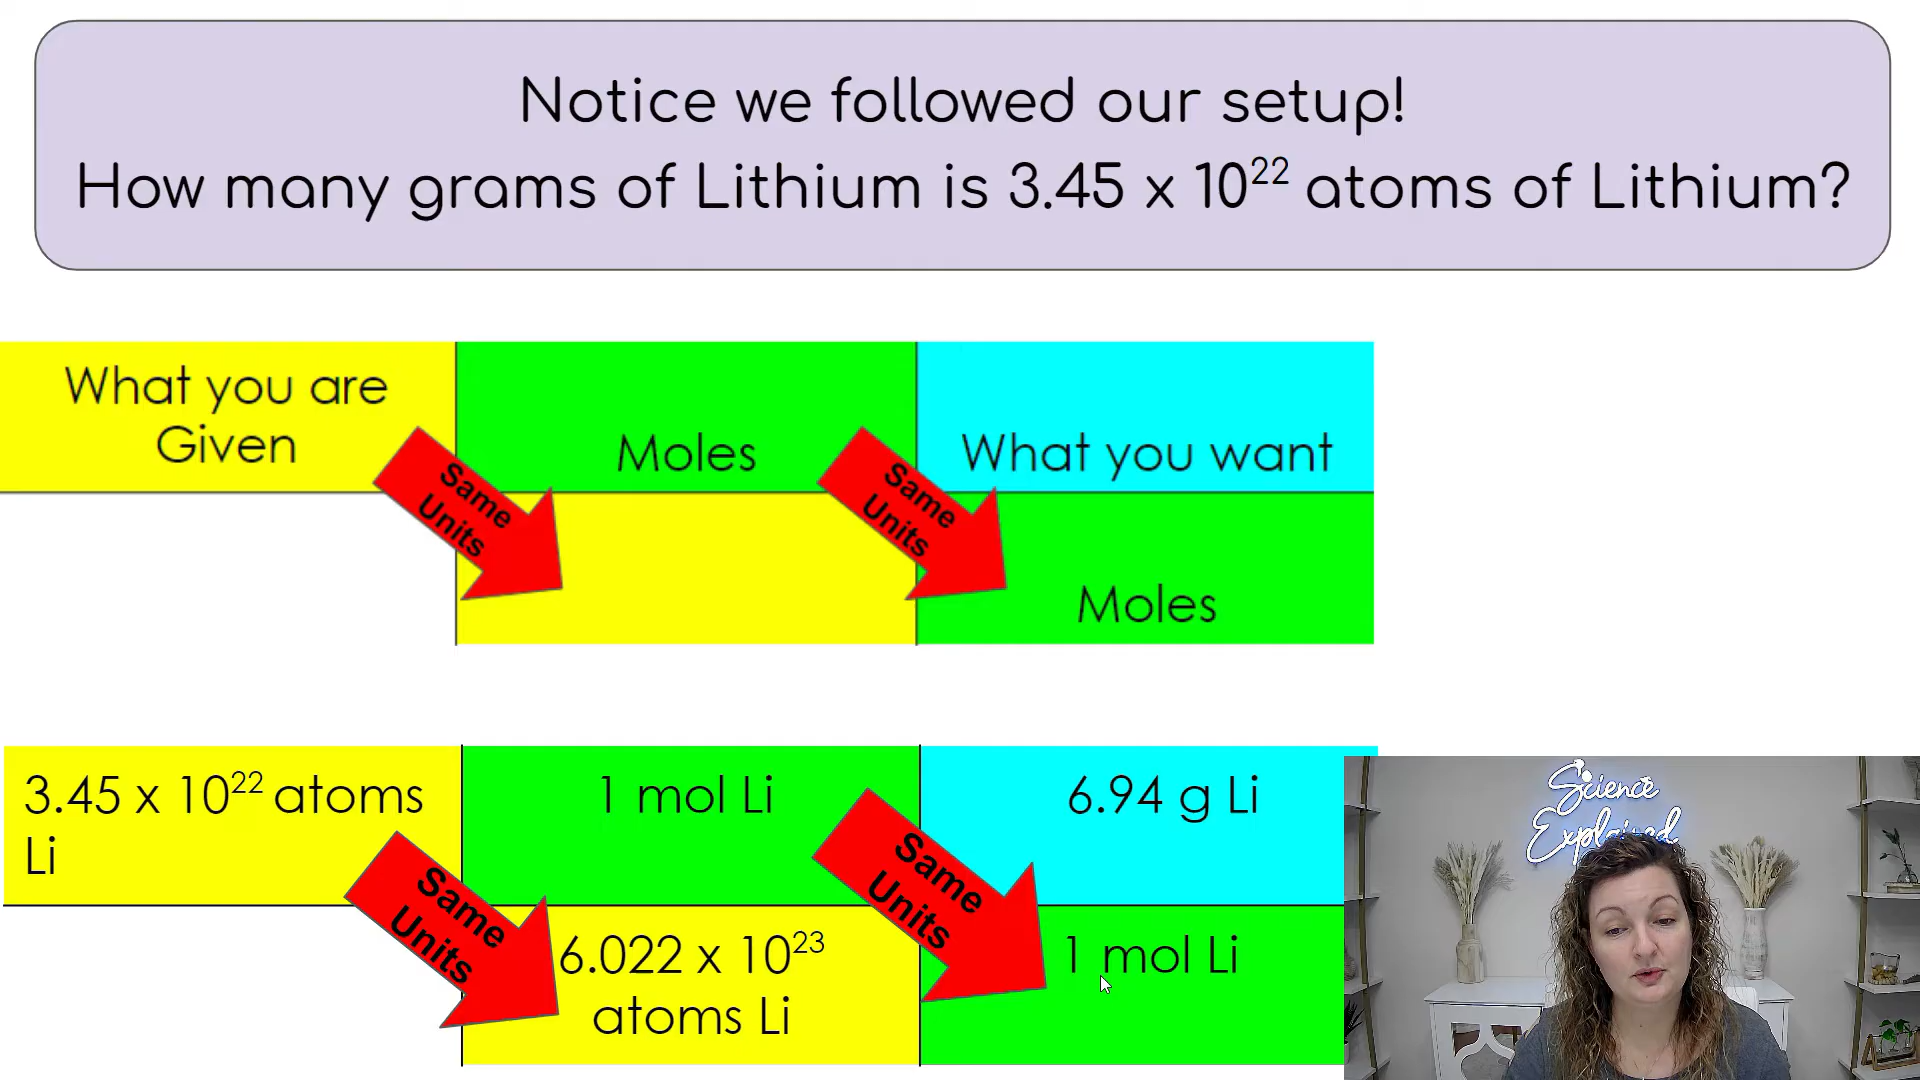 Notice we followed our setup!
How many grams of Lithium is 3.45 x 10²² atoms of Lithium?
What you are
Given
Moles
What you want
Same
Units
Same
Units
Moles
3.45 x 10²² atoms
Li
1 mol Li
6.94 g Li
Same
Units
Same
Units
6.022 x 10²³
atoms Li
1 mol Li
Science
Explained